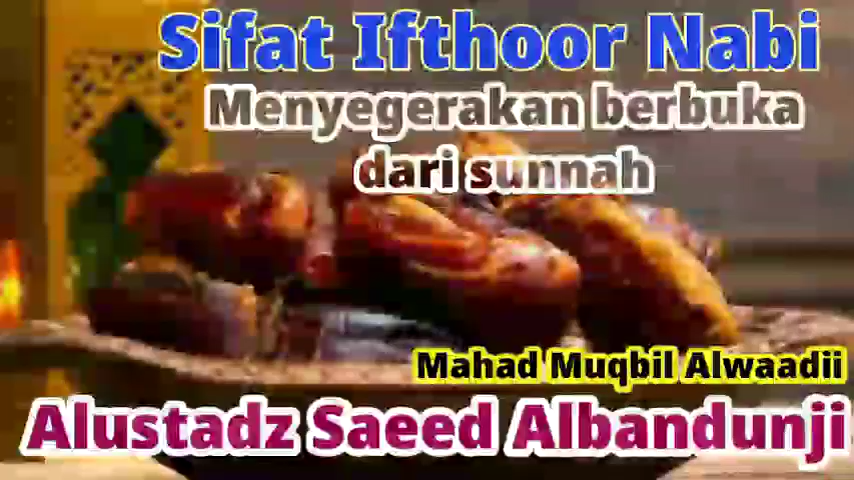 Sifat Ifthoor Nabi
Menyegerakan berbuka
dari sunnah
Mahad Muqbil Alwaadii
Alustadz Saeed Albandunji